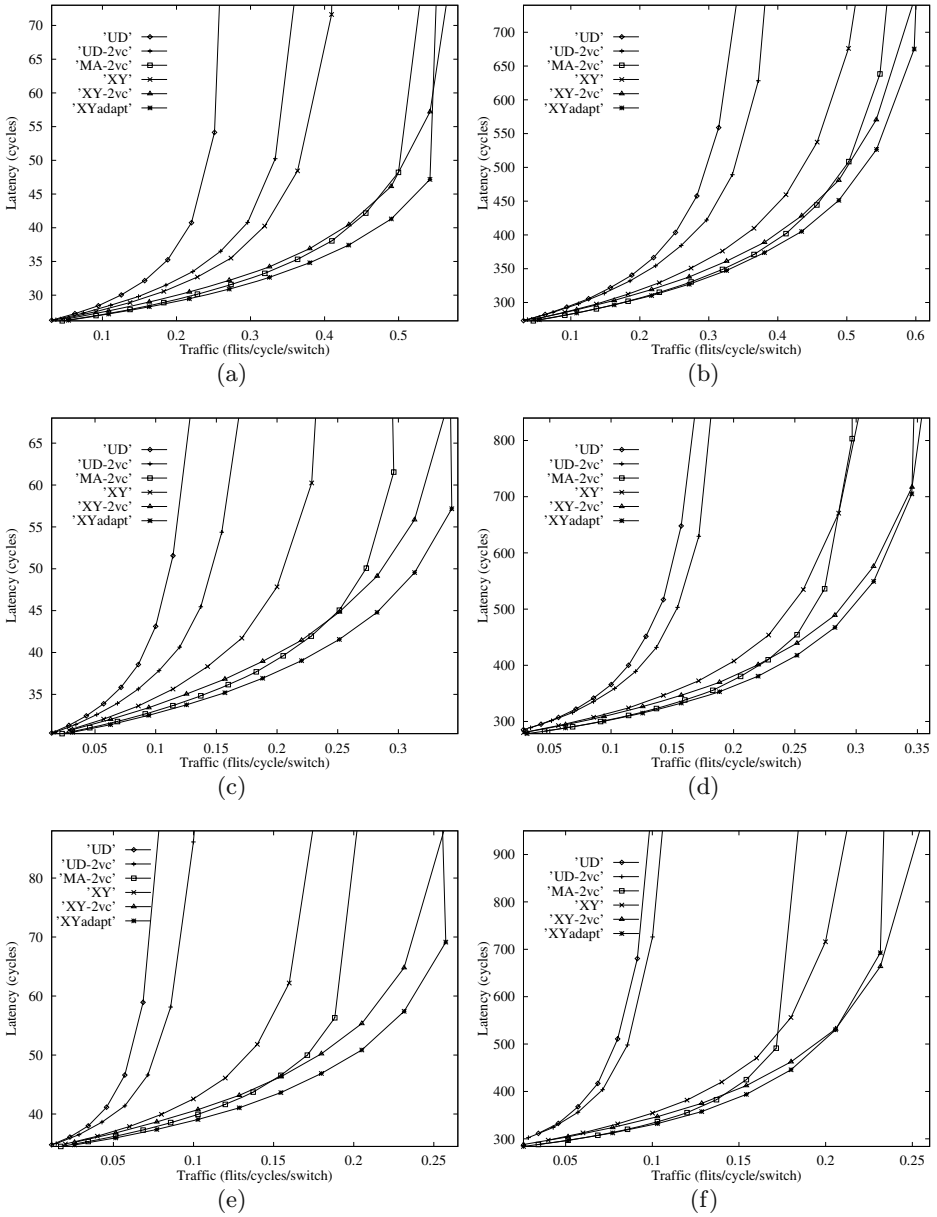 70
65
60
55
50
45
40
35
30
Latency (cycles)
'UD'
'UD-2vc'
'MA-2vc'
'XY'
'XY-2vc'
'XYadapt'
0.1 0.2 0.3 0.4 0.5
Traffic (flits/cycle/switch)
(a)
700
650
600
550
500
450
400
350
300
Latency (cycles)
'UD'
'UD-2vc'
'MA-2vc'
'XY'
'XY-2vc'
'XYadapt'
0.1 0.2 0.3 0.4 0.5 0.6
Traffic (flits/cycle/switch)
(b)
65
60
55
50
45
40
35
Latency (cycles)
'UD'
'UD-2vc'
'MA-2vc'
'XY'
'XY-2vc'
'XYadapt'
0.05 0.1 0.15 0.2 0.25 0.3
Traffic (flits/cycle/switch)
(c)
800
700
600
500
400
300
Latency (cycles)
'UD'
'UD-2vc'
'MA-2vc'
'XY'
'XY-2vc'
'XYadapt'
0.05 0.1 0.15 0.2 0.25 0.3 0.35
Traffic (flits/cycle/switch)
(d)
80
70
60
50
40
Latency (cycles)
'UD'
'UD-2vc'
'MA-2vc'
'XY'
'XY-2vc'
'XYadapt'
0.05 0.1 0.15 0.2 0.25
Traffic (flits/cycles/switch)
(e)
900
800
700
600
500
400
300
Latency (cycles)
'UD'
'UD-2vc'
'MA-2vc'
'XY'
'XY-2vc'
'XYadapt'
0.05 0.1 0.15 0.2 0.25
Traffic (flits/cycle/switch)
(f)